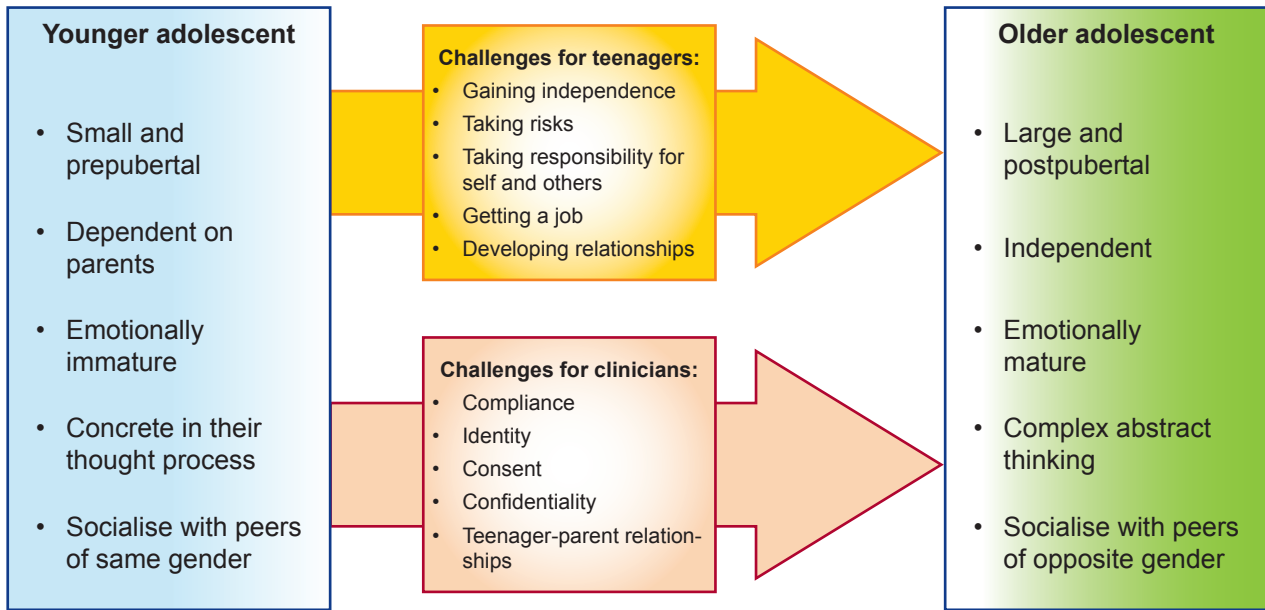 Younger adolescent
• Small and
prepubertal
• Dependent on
parents
• Emotionally
immature
• Concrete in their
thought process
• Socialise with peers
of same gender
Challenges for teenagers:
• Gaining independence
• Taking risks
• Taking responsibility for
self and others
• Getting a job
• Developing relationships
Challenges for clinicians:
• Compliance
• Identity
• Consent
• Confidentiality
• Teenager-parent relation-
ships
Older adolescent
• Large and
postpubertal
• Independent
• Emotionally
mature
• Complex abstract
thinking
• Socialise with peers
of opposite gender